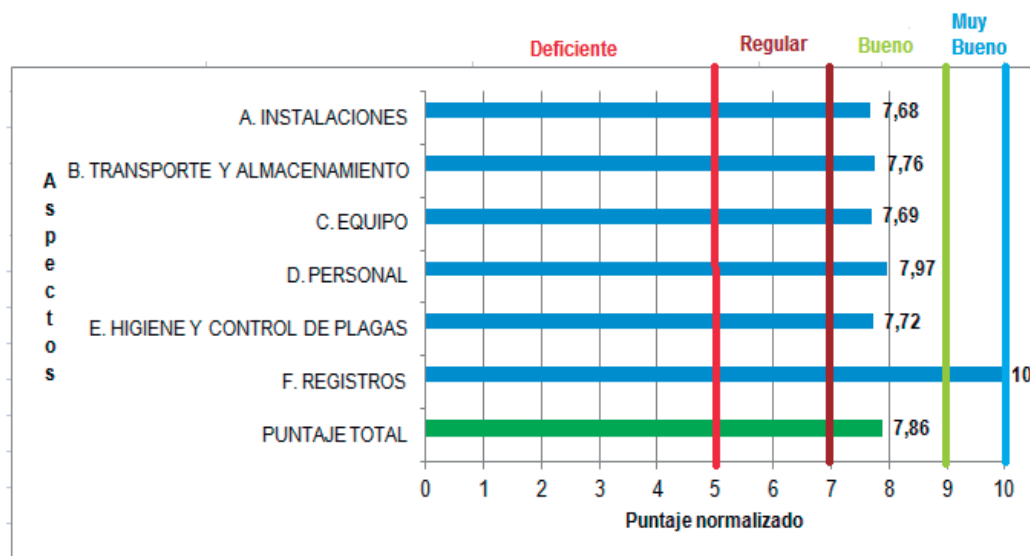 Deficiente
Regular
Bueno
Muy
Bueno
Aspectos
A. INSTALACIONES
7,68
B. TRANSPORTE Y ALMACENAMIENTO
7,76
C. EQUIPO
7,69
D. PERSONAL
7,97
E. HIGIENE Y CONTROL DE PLAGAS
7,72
F. REGISTROS
10
PUNTAJE TOTAL
7,86
0 1 2 3 4 5 6 7 8 9 10
Puntaje normalizado